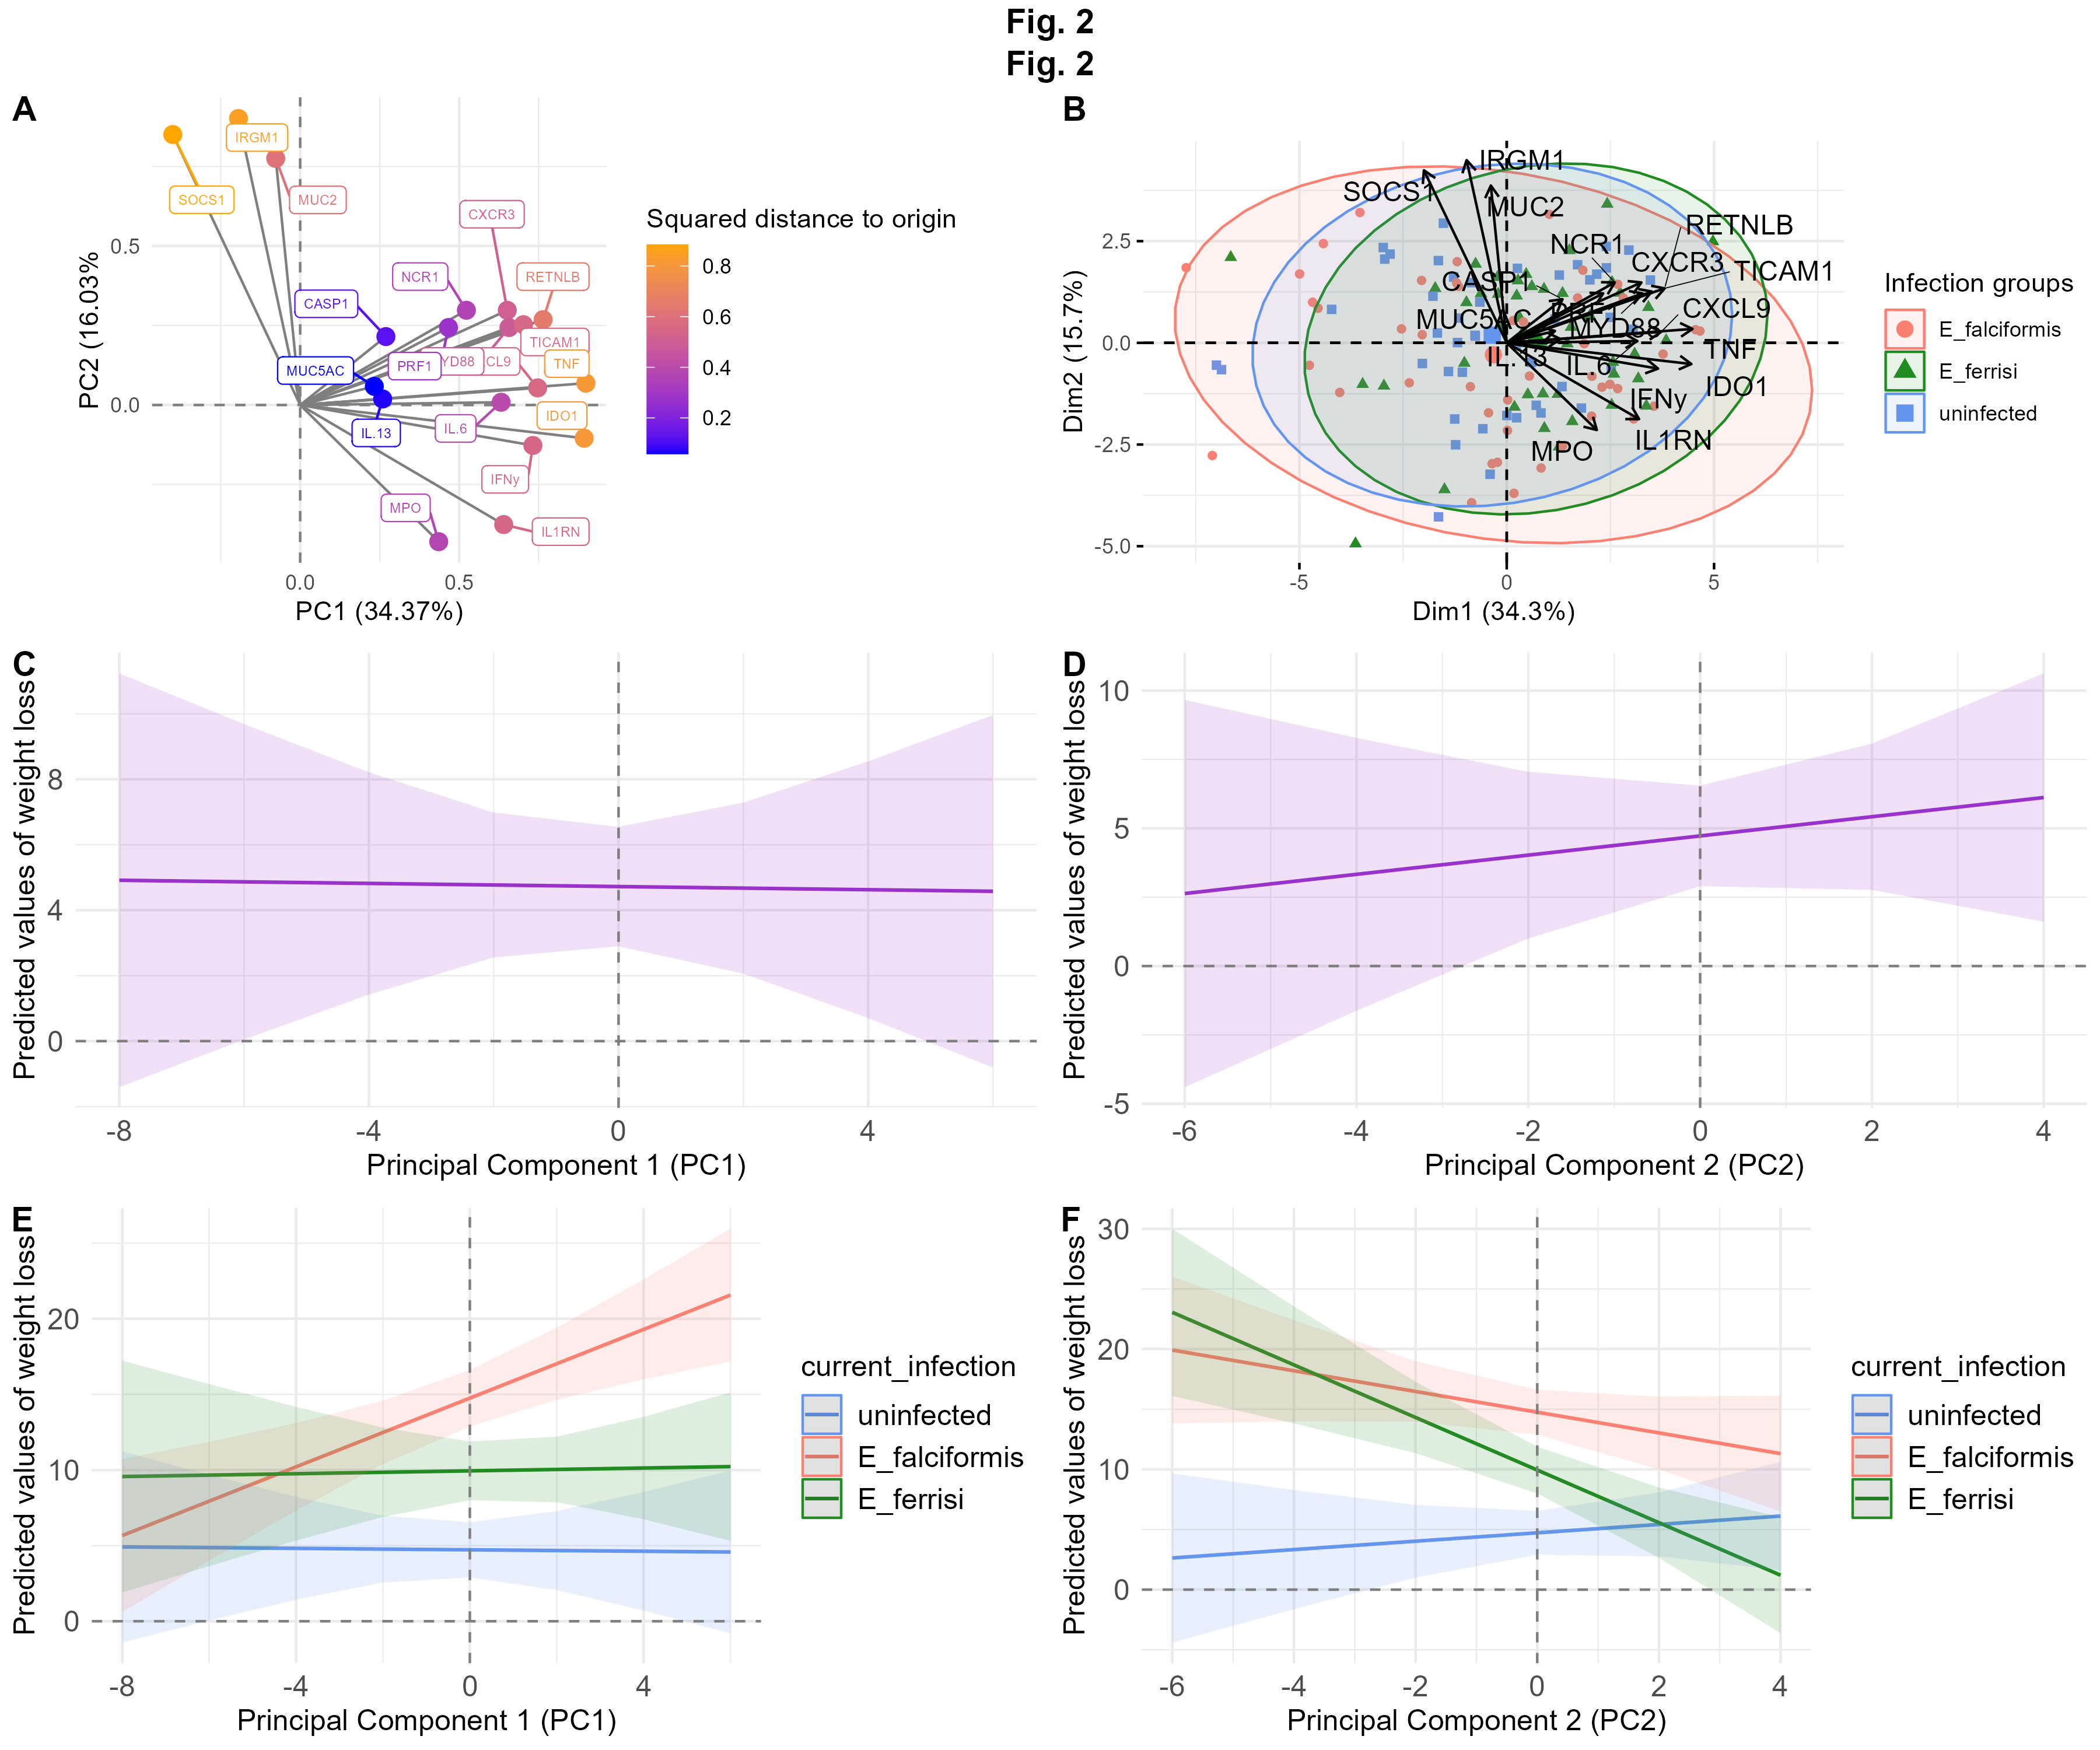 Fig. 2
Fig. 2
A
PC2 (16.03%)
0.5
0.0
SOCS1
IRGM1
MUC2
CXCR3
NCR1
RETNLB
CASP1
TICAM1
MUC5AC
PRF1
YD88
CL9
TNF
IL.13
IL.6
IDO1
IFNy
MPO
IL1RN
0.0
0.5
PC1 (34.37%)
Squared distance to origin
0.8
0.6
0.4
0.2
B
Dim2 (15.7%)
2.5
0.0
-2.5
-5.0
IRGM1
SOCS1
MUC2
RETNLB
NCR1
CXCR3
TICAM1
CASP1
CXCL9
MUC5AC
MYD88
TNF
IL.6
IDO1
IFNy
IL1RN
MPO
-5
0
5
Dim1 (34.3%)
Infection groups
E_falciformis
E_ferrisi
uninfected
C
Predicted values of weight loss
8
4
0
-8
-4
0
4
Principal Component 1 (PC1)
D
Predicted values of weight loss
10
5
0
-5
-6
-4
-2
0
2
4
Principal Component 2 (PC2)
E
Predicted values of weight loss
20
10
0
-8
-4
0
4
Principal Component 1 (PC1)
current_infection
uninfected
E_falciformis
E_ferrisi
F
Predicted values of weight loss
30
20
10
0
-6
-4
-2
0
2
4
Principal Component 2 (PC2)
current_infection
uninfected
E_falciformis
E_ferrisi